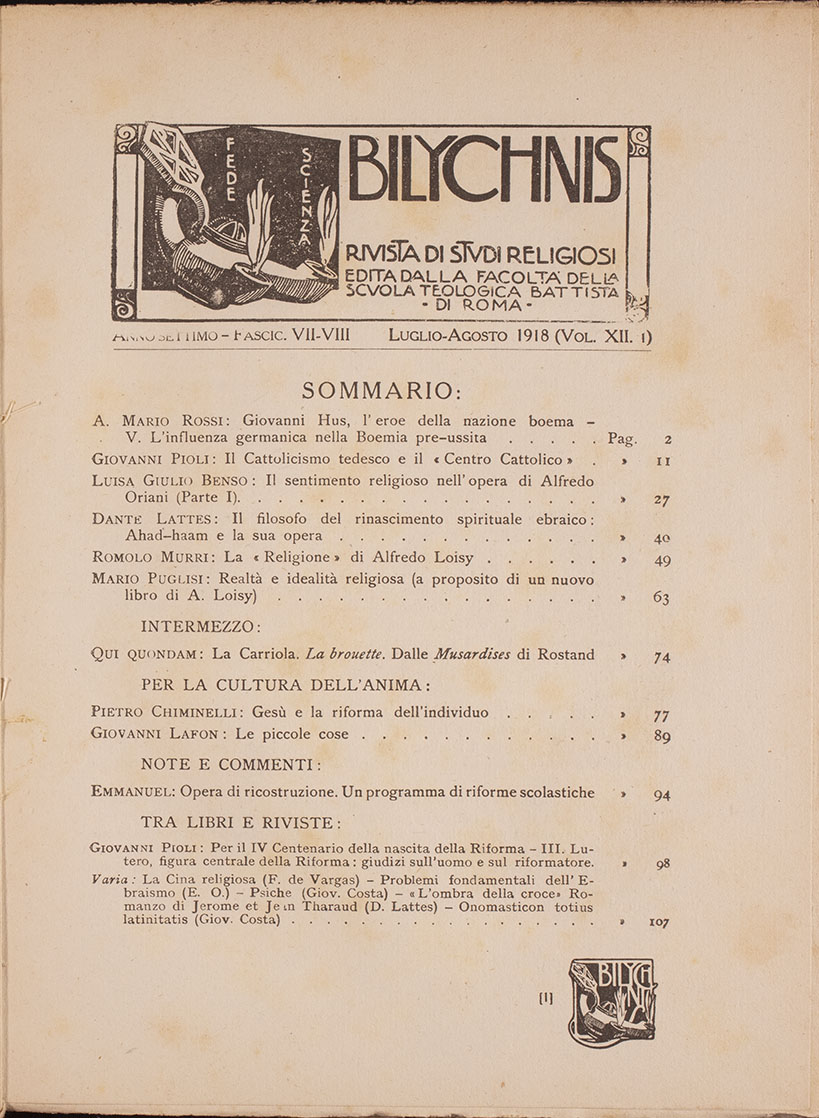 FEDE
SCIENZA
BILYCHNIS
RIVISTA DI STVDI RELIGIOSI
EDITA DALLA FACOLTA' DELLA
SCVOLA TEOLOGICA BATTISTA
- DI ROMA -
ANNO SETTIMO - FASCIC. VII-VIII LUGLIO-AGOSTO 1918 (VOL. XII. 1)
SOMMARIO:
A. MARIO ROSSI: Giovanni Hus, l'eroe della nazione boema –
V. L'influenza germanica nella Boemia pre-ussita . . . . . Pag. 2
GIOVANNI PIOLI: Il Cattolicismo tedesco e il « Centro Cattolico » . » 11
LUISA GIULIO BENSO: Il sentimento religioso nell'opera di Alfredo
Oriani (Parte I). . . . . . . . . . . . . . . . . » 27
DANTE LATTES: Il filosofo del rinascimento spirituale ebraico:
Ahad-haam e la sua opera . . . . . . . . . . . . . » 40
ROMOLO MURRI: La « Religione » di Alfredo Loisy . . . . . . » 49
MARIO PUGLISI: Realtà e idealità religiosa (a proposito di un nuovo
libro di A. Loisy) . . . . . . . . . . . . . . . . » 63
INTERMEZZO:
QUI QUONDAM: La Carriola. La brouette. Dalle Musardises di Rostand » 74
PER LA CULTURA DELL'ANIMA:
PIETRO CHIMINELLI: Gesù e la riforma dell'individuo . . . . . » 77
GIOVANNI LAFON: Le piccole cose . . . . . . . . . . . . » 89
NOTE E COMMENTI:
EMMANUEL: Opera di ricostruzione. Un programma di riforme scolastiche » 94
TRA LIBRI E RIVISTE:
GIOVANNI PIOLI: Per il IV Centenario della nascita della Riforma – III. Lu-
tero, figura centrale della Riforma: giudizi sull'uomo e sul riformatore. » 98
Varia: La Cina religiosa (F. de Vargas) – Problemi fondamentali dell'E-
braismo (E. O.) – Psiche (Giov. Costa) – «L'ombra della croce» Ro-
manzo di Jerome et Jean Tharaud (D. Lattes) – Onomasticon totius
latinitatis (Giov. Costa) . . . . . . . . . . . . . . . . . » 107
[1]
BILYCHNIS